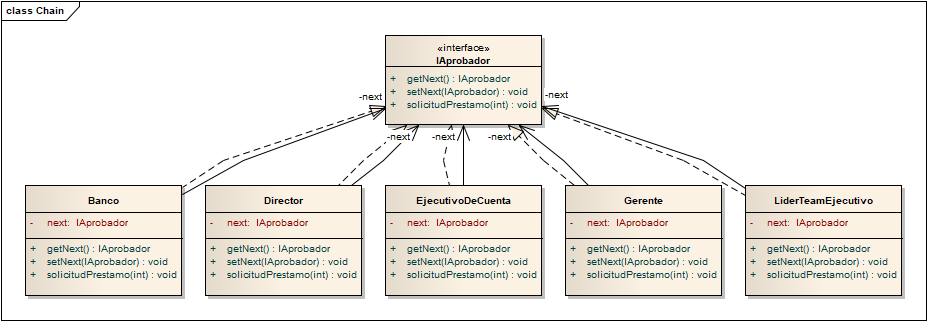 class Chain
«interface»
IAprobador
+ getNext() : IAprobador
+ setNext(IAprobador) : void
+ solicitudPrestamo(int) : void
-next
-next
-next
-next
-next
Banco
- next: IAprobador
+ getNext() : IAprobador
+ setNext(IAprobador) : void
+ solicitudPrestamo(int) : void
Director
- next: IAprobador
+ getNext() : IAprobador
+ setNext(IAprobador) : void
+ solicitudPrestamo(int) : void
EjecutivoDeCuenta
- next: IAprobador
+ getNext() : IAprobador
+ setNext(IAprobador) : void
+ solicitudPrestamo(int) : void
Gerente
- next: IAprobador
+ getNext() : IAprobador
+ setNext(IAprobador) : void
+ solicitudPrestamo(int) : void
LiderTeamEjecutivo
- next: IAprobador
+ getNext() : IAprobador
+ setNext(IAprobador) : void
+ solicitudPrestamo(int) : void